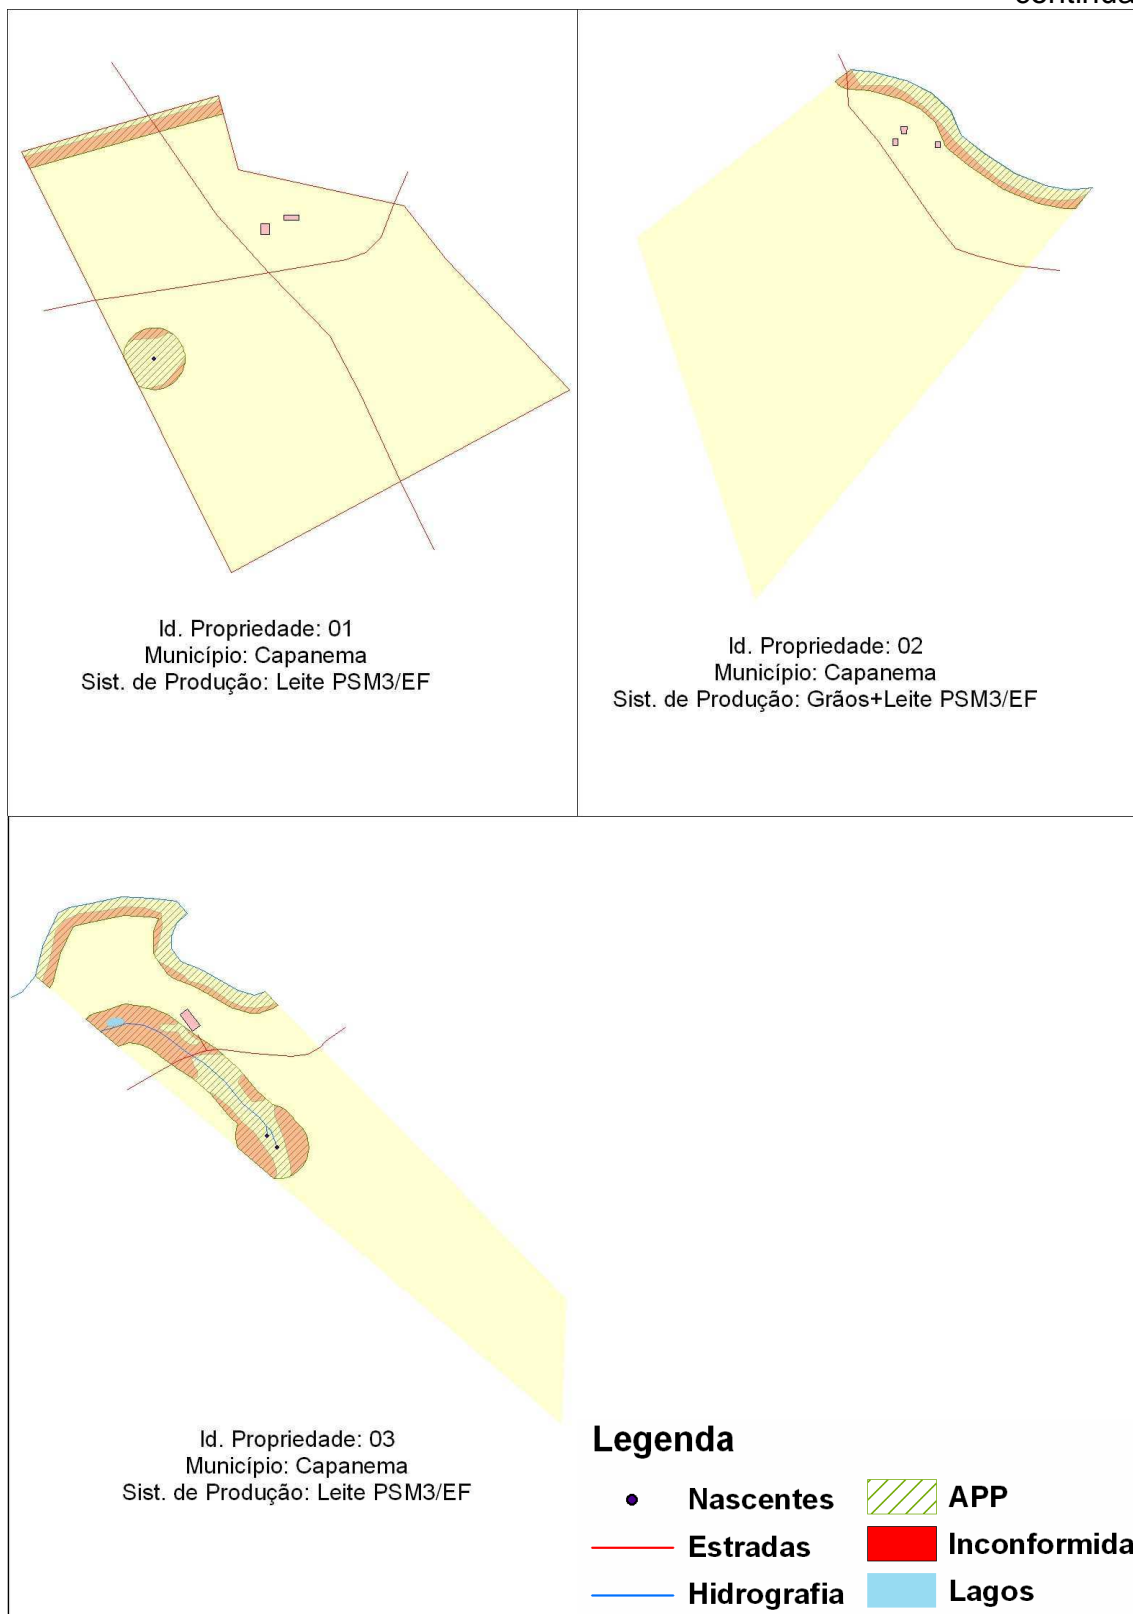 Id. Propriedade: 01
Município: Capanema
Sist. de Produção: Leite PSM3/EF
Id. Propriedade: 02
Município: Capanema
Sist. de Produção: Grãos+Leite PSM3/EF
Id. Propriedade: 03
Município: Capanema
Sist. de Produção: Leite PSM3/EF
Legenda
Nascentes
APP
Estradas
Inconformida
Hidrografia
Lagos